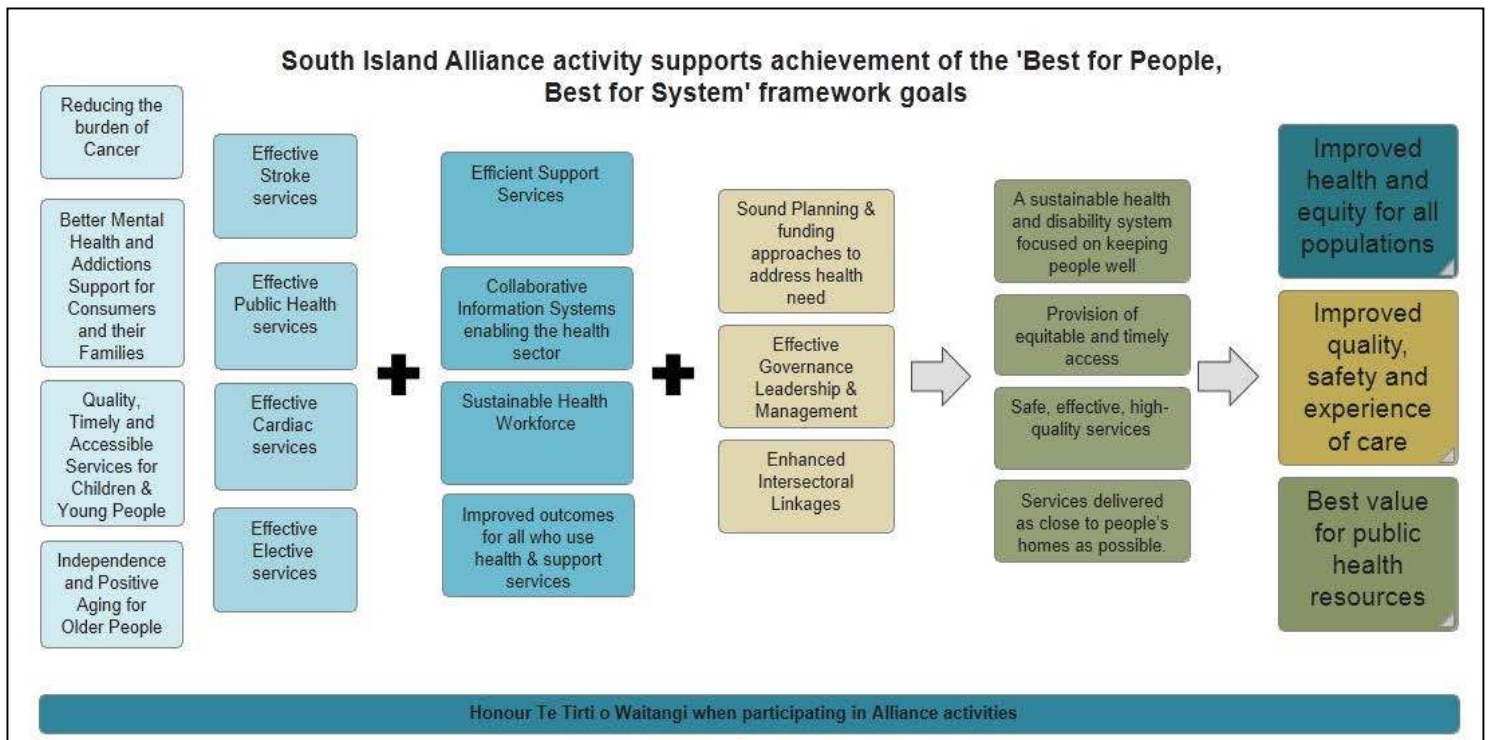 South Island Alliance activity supports achievement of the 'Best for People,
Best for System' framework goals
Reducing the
burden of
Cancer
Better Mental
Health and
Addictions
Support for
Consumers
and their
Families
Quality,
Timely and
Accessible
Services for
Children &
Young People
Independence
and Positive
Aging for
Older People
Effective
Stroke
services
Effective
Public Health
services
Effective
Cardiac
services
Effective
Elective
services
Efficient Support
Services
Collaborative
Information Systems
enabling the health
sector
Sustainable Health
Workforce
Improved outcomes
for all who use
health & support
services
Sound Planning &
funding
approaches to
address health
need
Effective
Governance
Leadership &
Management
Enhanced
Intersectoral
Linkages
A sustainable health
and disability system
focused on keeping
people well
Provision of
equitable and timely
access
Safe, effective, high-
quality services
Services delivered
as close to people's
homes as possible.
Improved
health and
equity for all
populations
Improved
quality,
safety and
experience
of care
Best value
for public
health
resources
Honour Te Tirti o Waitangi when participating in Alliance activities